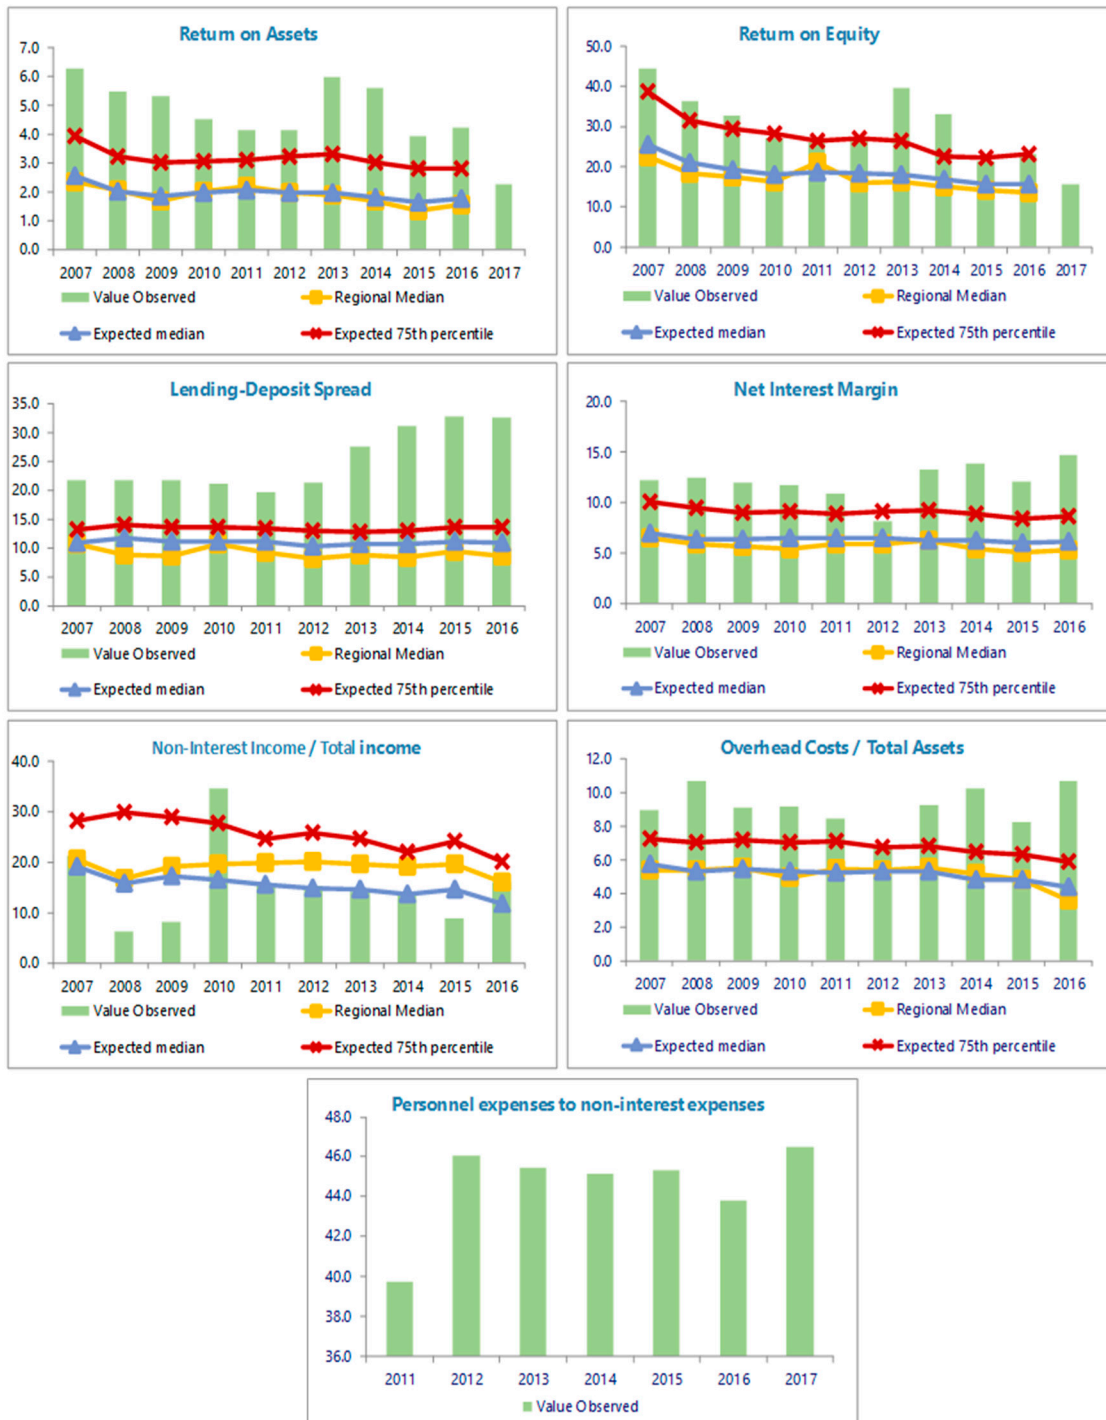 Return on Assets
7.0
6.0
5.0
4.0
3.0
2.0
1.0
0.0
2007 2008 2009 2010 2011 2012 2013 2014 2015 2016 2017
Value Observed Regional Median
Expected median Expected 75th percentile
Return on Equity
50.0
40.0
30.0
20.0
10.0
0.0
2007 2008 2009 2010 2011 2012 2013 2014 2015 2016 2017
Value Observed Regional Median
Expected median Expected 75th percentile
Lending-Deposit Spread
35.0
30.0
25.0
20.0
15.0
10.0
5.0
0.0
2007 2008 2009 2010 2011 2012 2013 2014 2015 2016
Value Observed Regional Median
Expected median Expected 75th percentile
Net Interest Margin
20.0
15.0
10.0
5.0
0.0
2007 2008 2009 2010 2011 2012 2013 2014 2015 2016
Value Observed Regional Median
Expected median Expected 75th percentile
Non-Interest Income / Total income
40.0
30.0
20.0
10.0
0.0
2007 2008 2009 2010 2011 2012 2013 2014 2015 2016
Value Observed Regional Median
Expected median Expected 75th percentile
Overhead Costs / Total Assets
12.0
10.0
8.0
6.0
4.0
2.0
0.0
2007 2008 2009 2010 2011 2012 2013 2014 2015 2016
Value Observed Regional Median
Expected median Expected 75th percentile
Personnel expenses to non-interest expenses
48.0
46.0
44.0
42.0
40.0
38.0
36.0
2011 2012 2013 2014 2015 2016 2017
Value Observed